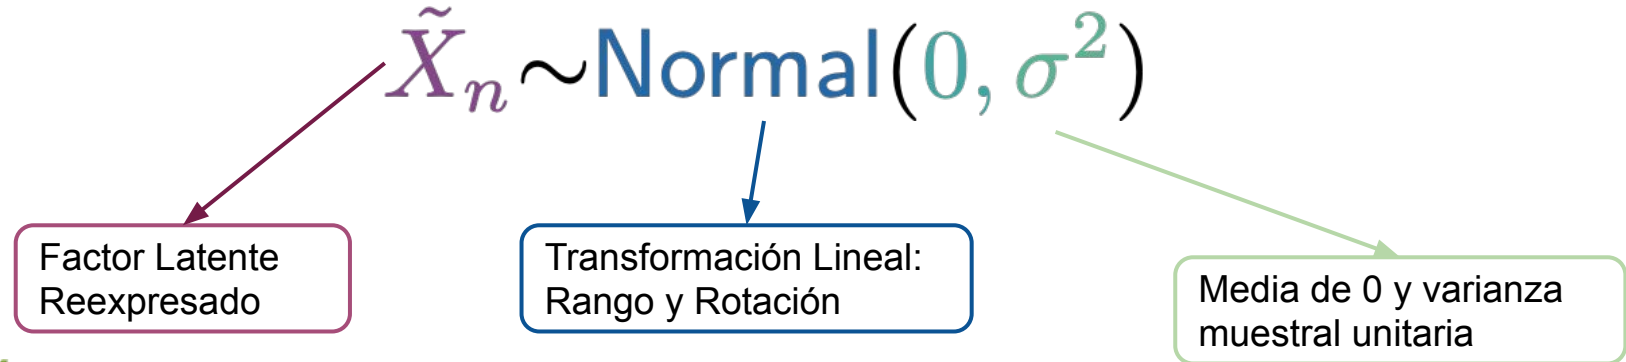 X̃ₙ ~ Normal(0, σ²)
Factor Latente
Reexpresado
Transformación Lineal:
Rango y Rotación
Media de 0 y varianza
muestral unitaria